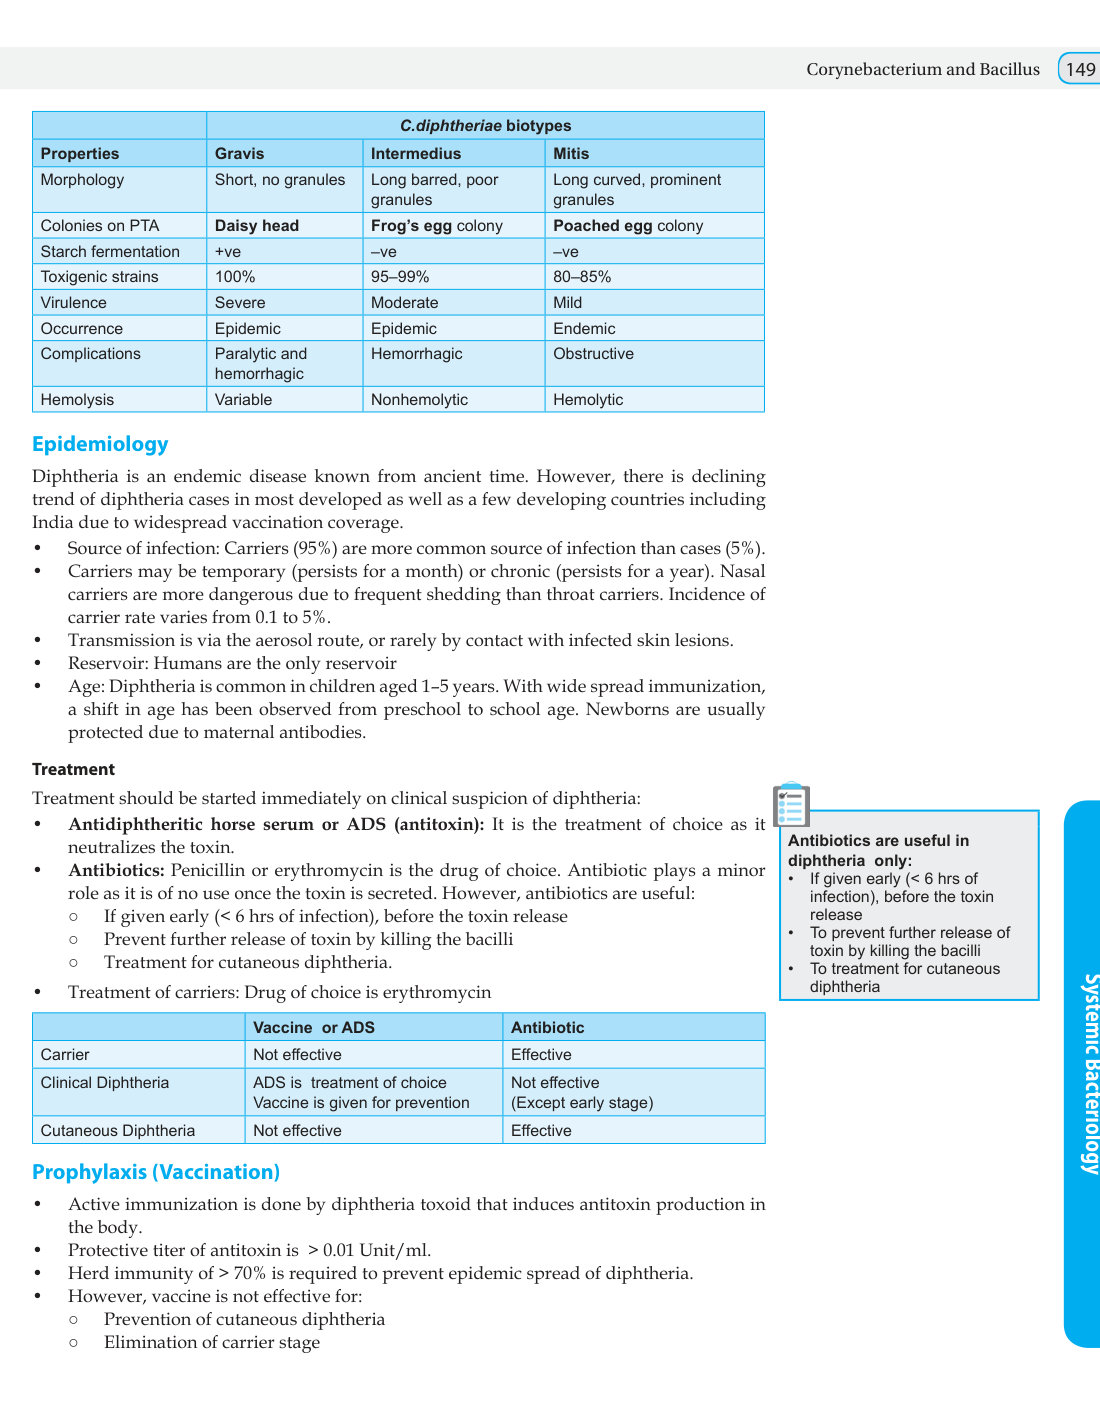 Corynebacterium and Bacillus 149
C.diphtheriae biotypes
Properties Gravis Intermedius Mitis
Morphology Short, no granules Long barred, poor granules Long curved, prominent granules
Colonies on PTA Daisy head Frog's egg colony Poached egg colony
Starch fermentation +ve –ve –ve
Toxigenic strains 100% 95–99% 80–85%
Virulence Severe Moderate Mild
Occurrence Epidemic Epidemic Endemic
Complications Paralytic and hemorrhagic Hemorrhagic Obstructive
Hemolysis Variable Nonhemolytic Hemolytic
Epidemiology
Diphtheria is an endemic disease known from ancient time. However, there is declining
trend of diphtheria cases in most developed as well as a few developing countries including
India due to widespread vaccination coverage.
• Source of infection: Carriers (95%) are more common source of infection than cases (5%).
• Carriers may be temporary (persists for a month) or chronic (persists for a year). Nasal
carriers are more dangerous due to frequent shedding than throat carriers. Incidence of
carrier rate varies from 0.1 to 5%.
• Transmission is via the aerosol route, or rarely by contact with infected skin lesions.
• Reservoir: Humans are the only reservoir
• Age: Diphtheria is common in children aged 1–5 years. With wide spread immunization,
a shift in age has been observed from preschool to school age. Newborns are usually
protected due to maternal antibodies.
Treatment
Treatment should be started immediately on clinical suspicion of diphtheria:
• Antidiphtheritic horse serum or ADS (antitoxin): It is the treatment of choice as it
neutralizes the toxin.
• Antibiotics: Penicillin or erythromycin is the drug of choice. Antibiotic plays a minor
role as it is of no use once the toxin is secreted. However, antibiotics are useful:
○ If given early (< 6 hrs of infection), before the toxin release
○ Prevent further release of toxin by killing the bacilli
○ Treatment for cutaneous diphtheria.
• Treatment of carriers: Drug of choice is erythromycin
Antibiotics are useful in
diphtheria only:
• If given early (< 6 hrs of
infection), before the toxin
release
• To prevent further release of
toxin by killing the bacilli
• To treatment for cutaneous
diphtheria
Vaccine or ADS Antibiotic
Carrier Not effective Effective
Clinical Diphtheria ADS is treatment of choice Not effective
Vaccine is given for prevention (Except early stage)
Cutaneous Diphtheria Not effective Effective
Prophylaxis (Vaccination)
• Active immunization is done by diphtheria toxoid that induces antitoxin production in
the body.
• Protective titer of antitoxin is > 0.01 Unit/ml.
• Herd immunity of > 70% is required to prevent epidemic spread of diphtheria.
• However, vaccine is not effective for:
○ Prevention of cutaneous diphtheria
○ Elimination of carrier stage
Systemic Bacteriology